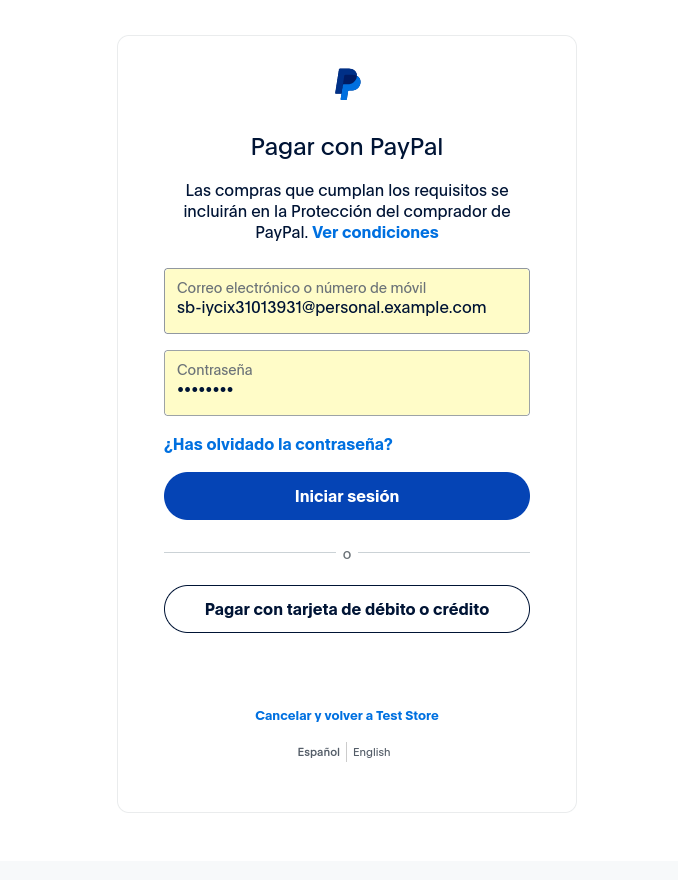 Pagar con PayPal
Las compras que cumplan los requisitos se
incluirán en la Protección del comprador de
PayPal. Ver condiciones
Correo electrónico o número de móvil
sb-iycix31013931@personal.example.com
Contraseña
••••••••
¿Has olvidado la contraseña?
Iniciar sesión
o
Pagar con tarjeta de débito o crédito
Cancelar y volver a Test Store
Español | English